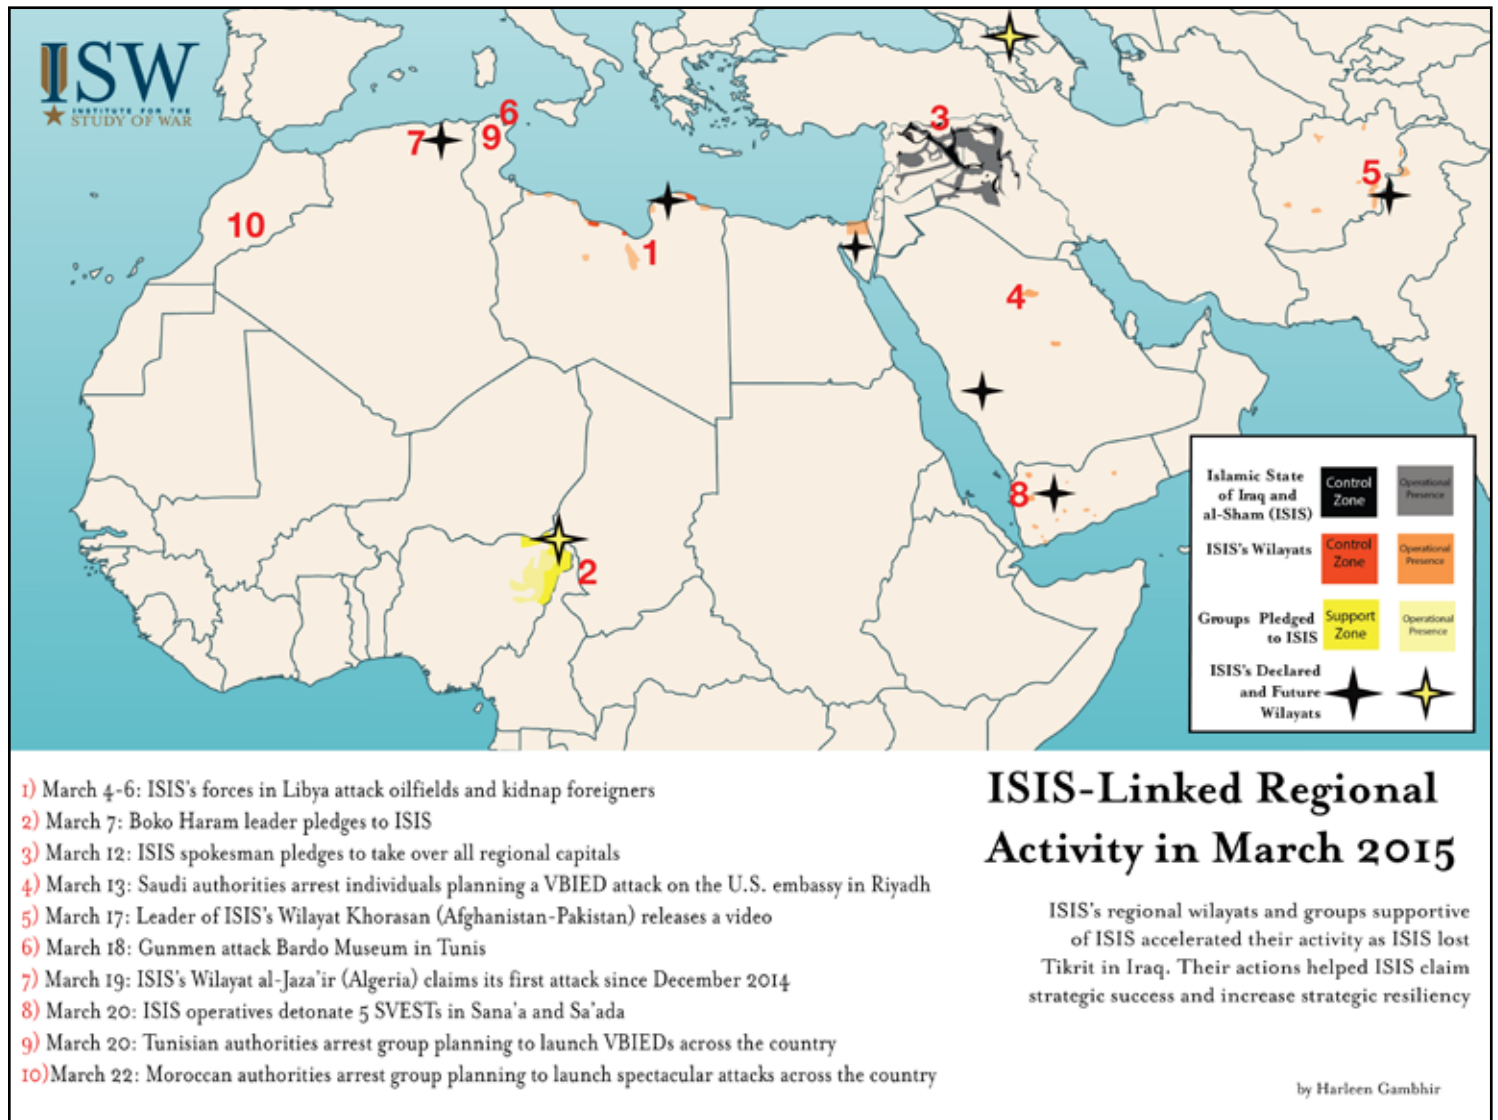 ISW
INSTITUTE FOR THE
STUDY OF WAR
6
7
9
3
5
10
1
4
8
2
Islamic State
of Iraq and
al-Sham (ISIS)
Control
Zone
Operational
Presence
ISIS's Wilayats
Control
Zone
Operational
Presence
Groups Pledged
to ISIS
Support
Zone
Operational
Presence
ISIS's Declared
and Future
Wilayats
1) March 4-6: ISIS's forces in Libya attack oilfields and kidnap foreigners
2) March 7: Boko Haram leader pledges to ISIS
3) March 12: ISIS spokesman pledges to take over all regional capitals
4) March 13: Saudi authorities arrest individuals planning a VBIED attack on the U.S. embassy in Riyadh
5) March 17: Leader of ISIS's Wilayat Khorasan (Afghanistan-Pakistan) releases a video
6) March 18: Gunmen attack Bardo Museum in Tunis
7) March 19: ISIS's Wilayat al-Jaza'ir (Algeria) claims its first attack since December 2014
8) March 20: ISIS operatives detonate 5 SVESTs in Sana'a and Sa'ada
9) March 20: Tunisian authorities arrest group planning to launch VBIEDs across the country
10)March 22: Moroccan authorities arrest group planning to launch spectacular attacks across the country
ISIS-Linked Regional
Activity in March 2015
ISIS's regional wilayats and groups supportive
of ISIS accelerated their activity as ISIS lost
Tikrit in Iraq. Their actions helped ISIS claim
strategic success and increase strategic resiliency
by Harleen Gambhir